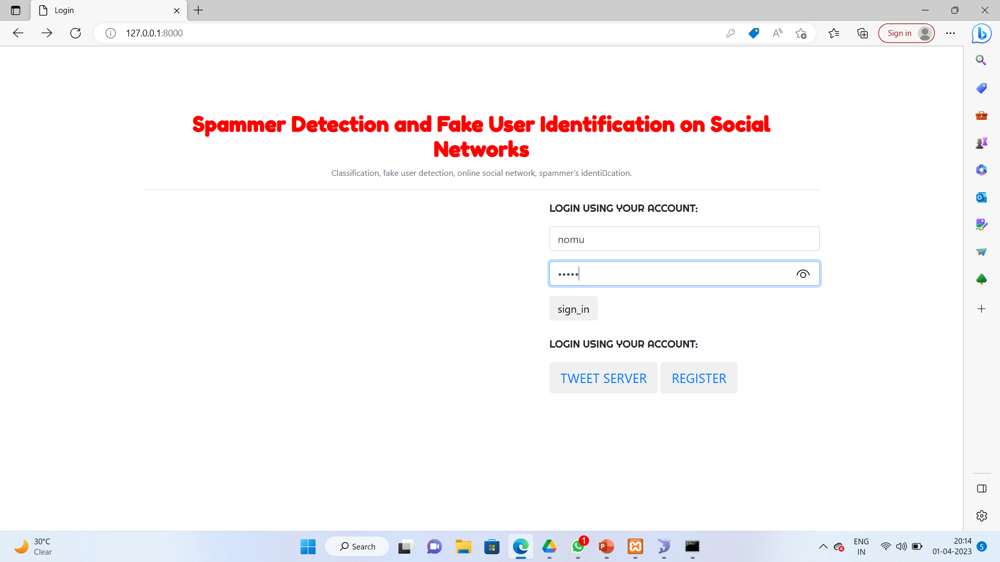 Login
127.0.0.1:8000
Sign in
Spammer Detection and Fake User Identification on Social
Networks
Classification, fake user detection, online social network, spammer's identi▯cation.
LOGIN USING YOUR ACCOUNT:
nomu
•••••
sign_in
LOGIN USING YOUR ACCOUNT:
TWEET SERVER REGISTER
30°C
Clear
Search
1
ENG
IN
20:14
01-04-2023
5